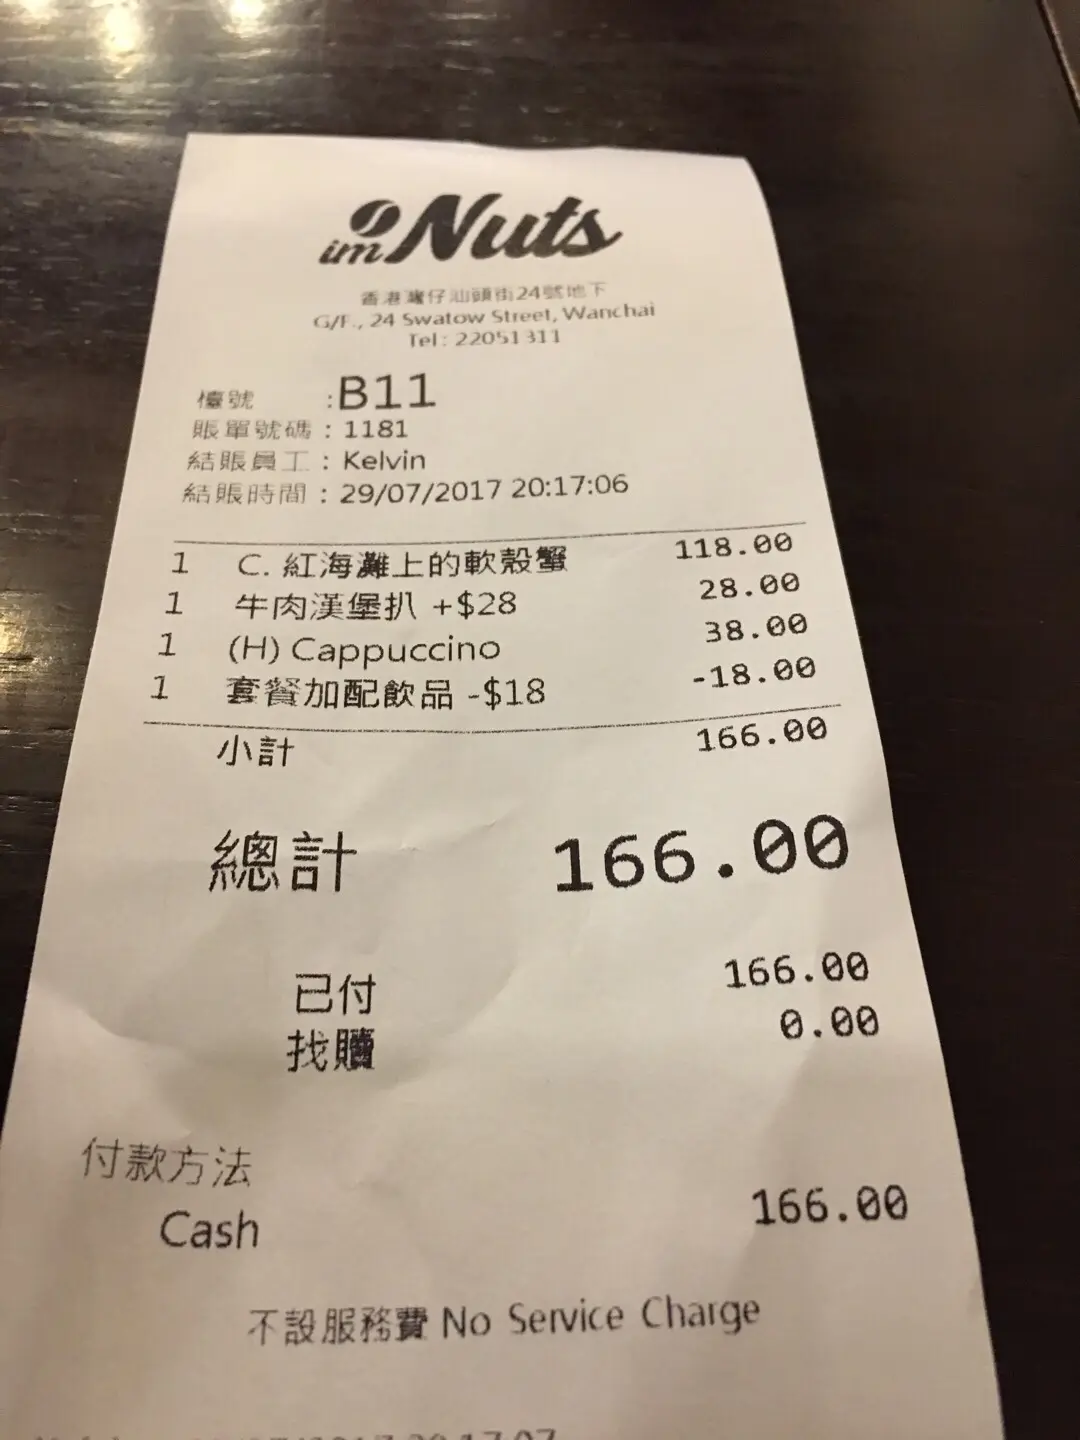 im Nuts
香港灣仔汕頭街24號地下
G/F., 24 Swatow Street, Wanchai
Tel: 22051311
檯號 :B11
賬單號碼 : 1181
結賬員工 : Kelvin
結賬時間 : 29/07/2017 20:17:06
1 C. 紅海灘上的軟殼蟹 118.00
1 牛肉漢堡扒 +$28 28.00
1 (H) Cappuccino 38.00
1 套餐加配飲品 -$18 -18.00
小計 166.00
總計 166.00
已付 166.00
找贖 0.00
付款方法
Cash 166.00
不設服務費 No Service Charge